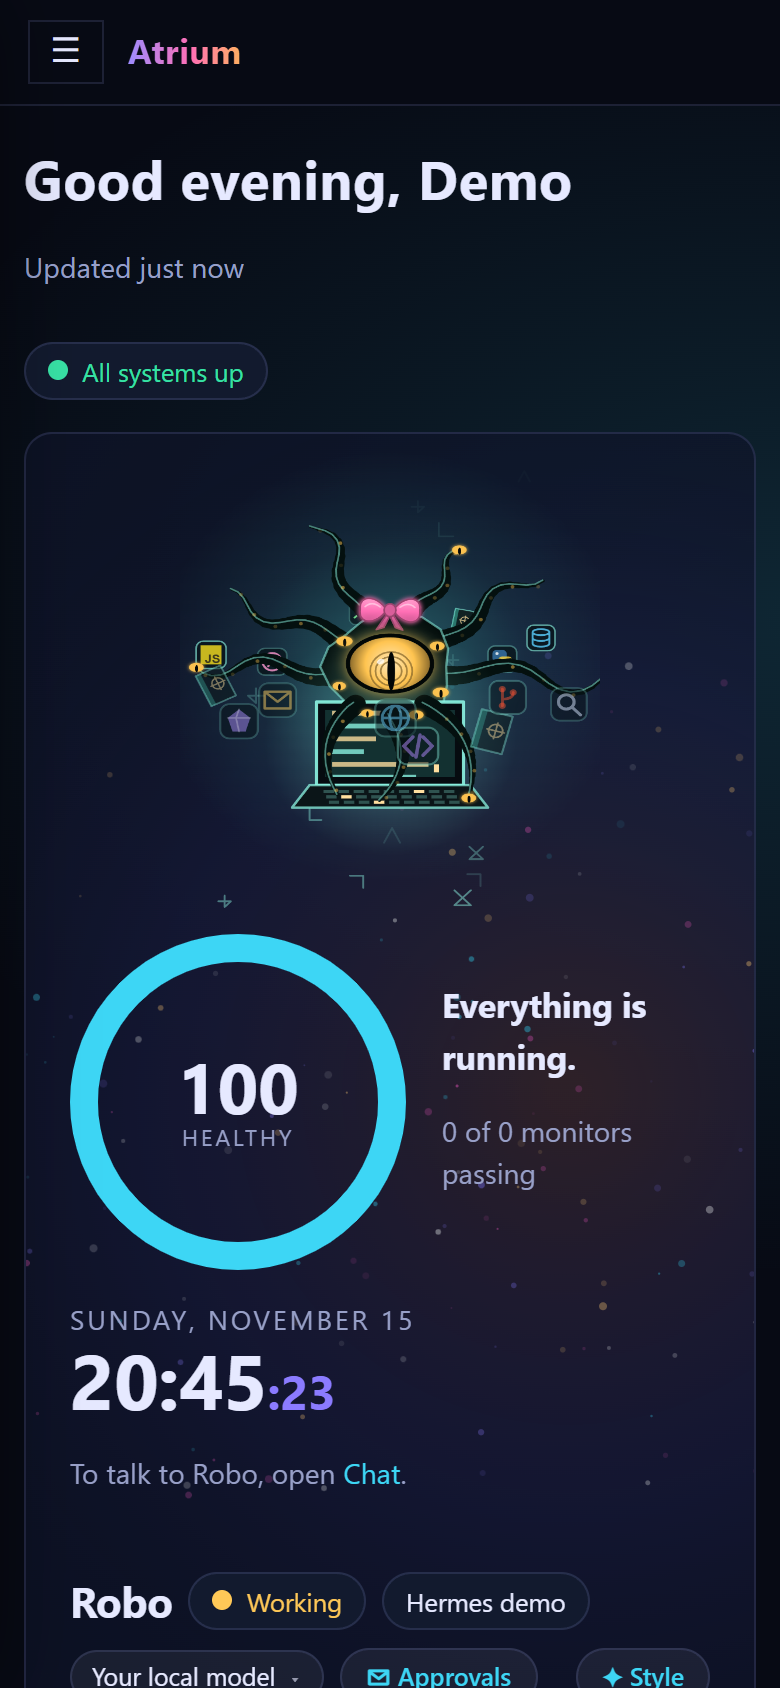 ☰ Atrium
Good evening, Demo
Updated just now
All systems up
JS
100
HEALTHY
Everything is
running.
0 of 0 monitors
passing
SUNDAY, NOVEMBER 15
20:45:23
To talk to Robo, open Chat.
Robo Working Hermes demo
Your local model Approvals Style